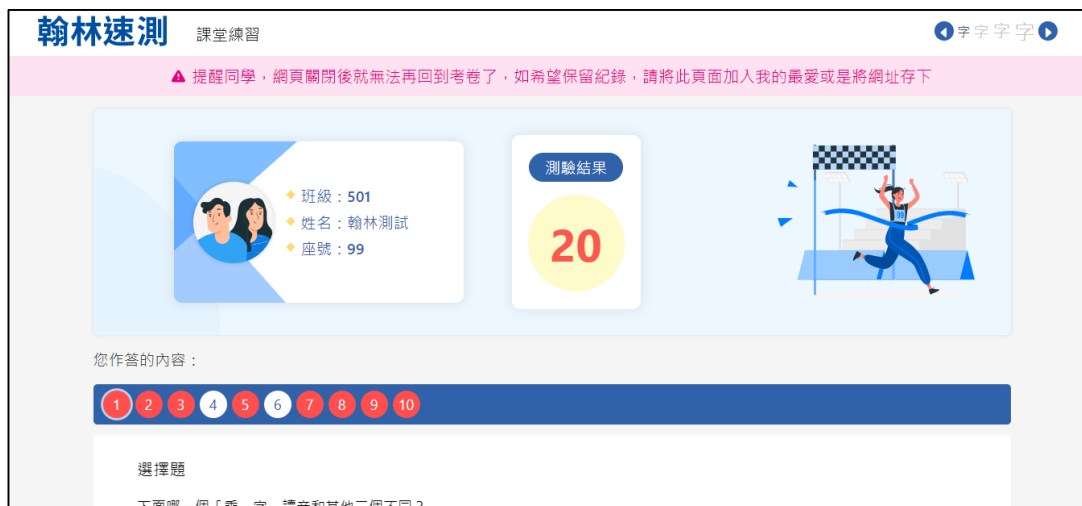 翰林速測 課堂練習 字 字 字 字
提醒同學，網頁關閉後就無法再回到考卷了，如希望保留紀錄，請將此頁面加入我的最愛或是將網址存下
班級：501
姓名：翰林測試
座號：99
測驗結果
20
99
您作答的內容：
1 2 3 4 5 6 7 8 9 10
選擇題